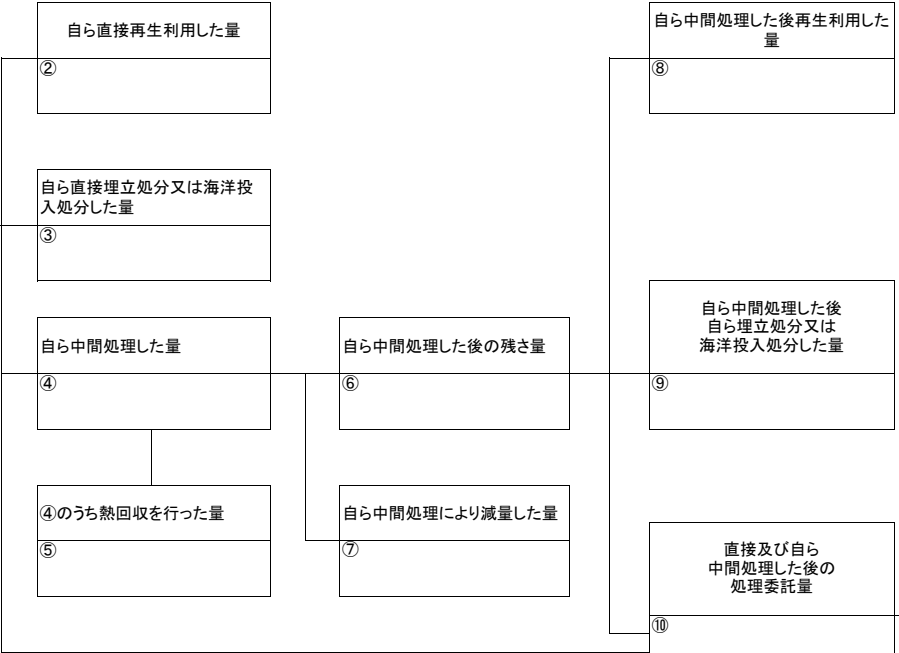 自ら直接再生利用した量
②
自ら中間処理した後再生利用した
量
⑧
自ら直接埋立処分又は海洋投
入処分した量
③
自ら中間処理した量
④
自ら中間処理した後の残さ量
⑥
自ら中間処理した後
自ら埋立処分又は
海洋投入処分した量
⑨
④のうち熱回収を行った量
⑤
自ら中間処理により減量した量
⑦
直接及び自ら
中間処理した後の
処理委託量
⑩